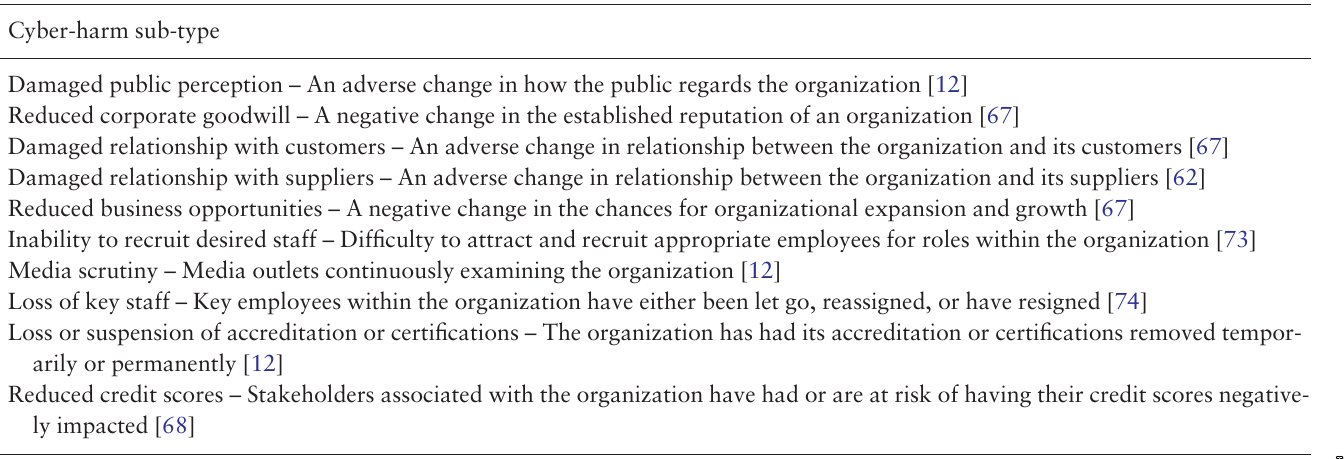 Cyber-harm sub-type
Damaged public perception – An adverse change in how the public regards the organization [12]
Reduced corporate goodwill – A negative change in the established reputation of an organization [67]
Damaged relationship with customers – An adverse change in relationship between the organization and its customers [67]
Damaged relationship with suppliers – An adverse change in relationship between the organization and its suppliers [62]
Reduced business opportunities – A negative change in the chances for organizational expansion and growth [67]
Inability to recruit desired staff – Difficulty to attract and recruit appropriate employees for roles within the organization [73]
Media scrutiny – Media outlets continuously examining the organization [12]
Loss of key staff – Key employees within the organization have either been let go, reassigned, or have resigned [74]
Loss or suspension of accreditation or certifications – The organization has had its accreditation or certifications removed tempor-
arily or permanently [12]
Reduced credit scores – Stakeholders associated with the organization have had or are at risk of having their credit scores negative-
ly impacted [68]